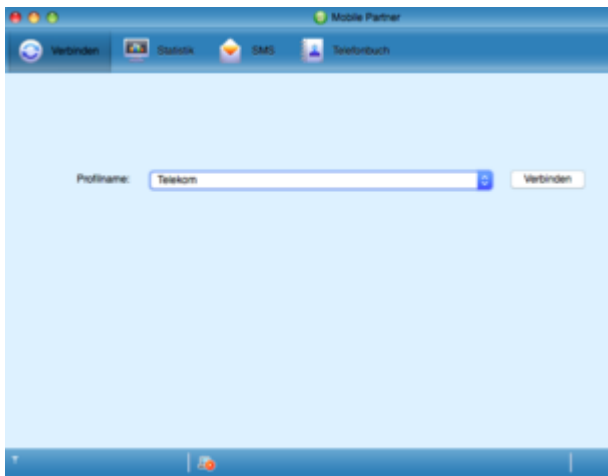 Mobile Partner
Verbinden Statistik SMS Telefonbuch
Profilname: Telekom Verbinden